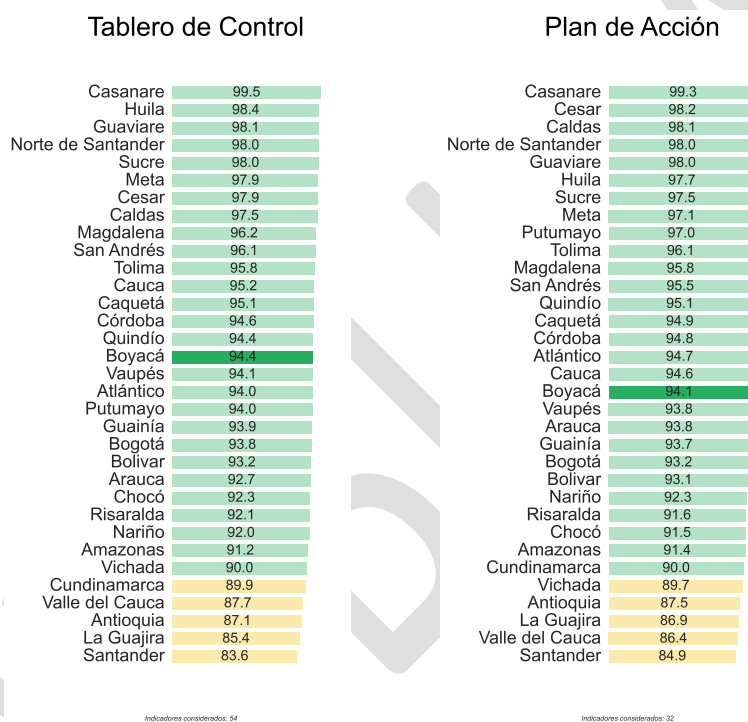 Tablero de Control
Casanare 99.5
Huila 98.4
Guaviare 98.1
Norte de Santander 98.0
Sucre 98.0
Meta 97.9
Cesar 97.9
Caldas 97.5
Magdalena 96.2
San Andrés 96.1
Tolima 95.8
Cauca 95.2
Caquetá 95.1
Córdoba 94.6
Quindío 94.4
Boyacá 94.4
Vaupés 94.1
Atlántico 94.0
Putumayo 94.0
Guainía 93.9
Bogotá 93.8
Bolivar 93.2
Arauca 92.7
Chocó 92.3
Risaralda 92.1
Nariño 92.0
Amazonas 91.2
Vichada 90.0
Cundinamarca 89.9
Valle del Cauca 87.7
Antioquia 87.1
La Guajira 85.4
Santander 83.6
Indicadores considerados: 54
Plan de Acción
Casanare 99.3
Cesar 98.2
Caldas 98.1
Norte de Santander 98.0
Guaviare 98.0
Huila 97.7
Sucre 97.5
Meta 97.1
Putumayo 97.0
Tolima 96.1
Magdalena 95.8
San Andrés 95.5
Quindío 95.1
Caquetá 94.9
Córdoba 94.8
Atlántico 94.7
Cauca 94.6
Boyacá 94.1
Vaupés 93.8
Arauca 93.8
Guainía 93.7
Bogotá 93.2
Bolivar 93.1
Nariño 92.3
Risaralda 91.6
Chocó 91.5
Amazonas 91.4
Cundinamarca 90.0
Vichada 89.7
Antioquia 87.5
La Guajira 86.9
Valle del Cauca 86.4
Santander 84.9
Indicadores considerados: 32